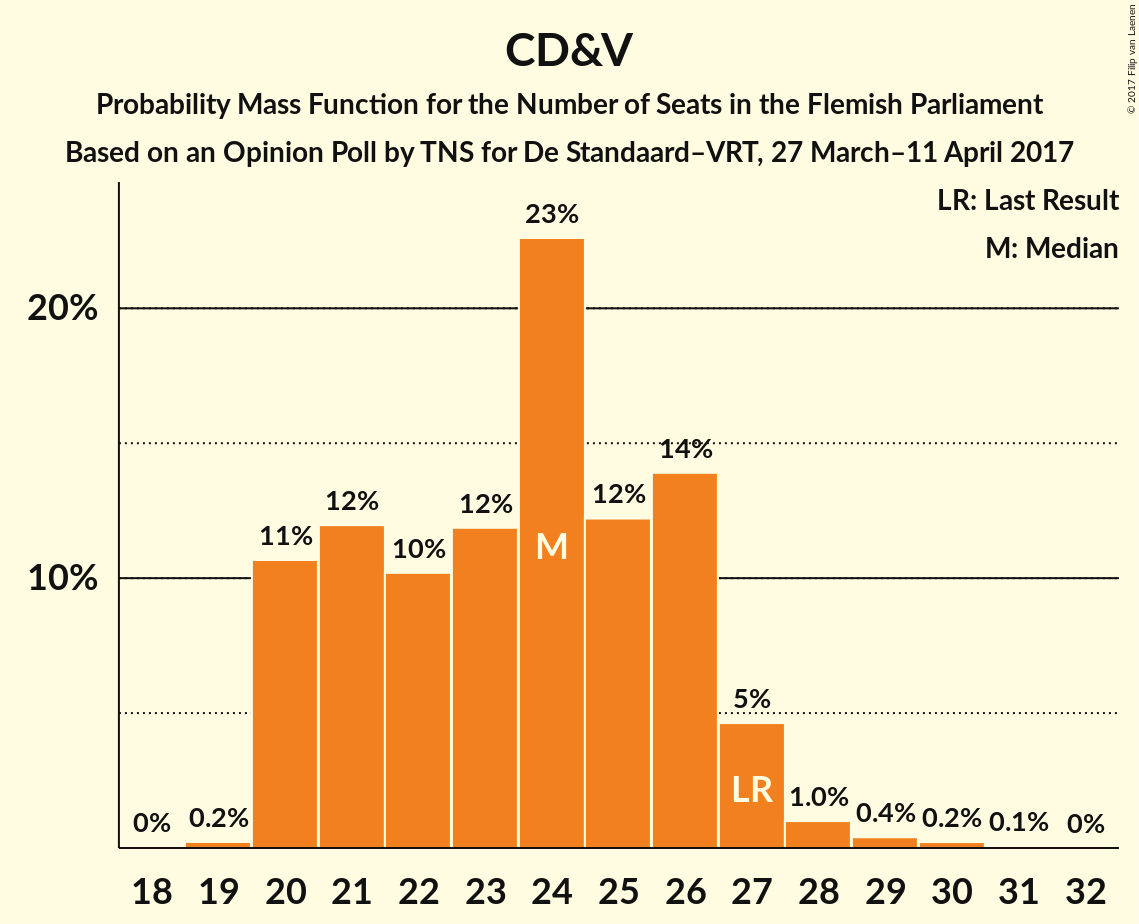 CD&V
Probability Mass Function for the Number of Seats in the Flemish Parliament
Based on an Opinion Poll by TNS for De Standaard–VRT, 27 March–11 April 2017
© 2017 Filip van Laenen
LR: Last Result
M: Median
20%
10%
0%
0.2%
11%
12%
10%
12%
23%
12%
14%
5%
1.0%
0.4%
0.2%
0.1%
0%
M
LR
18 19 20 21 22 23 24 25 26 27 28 29 30 31 32